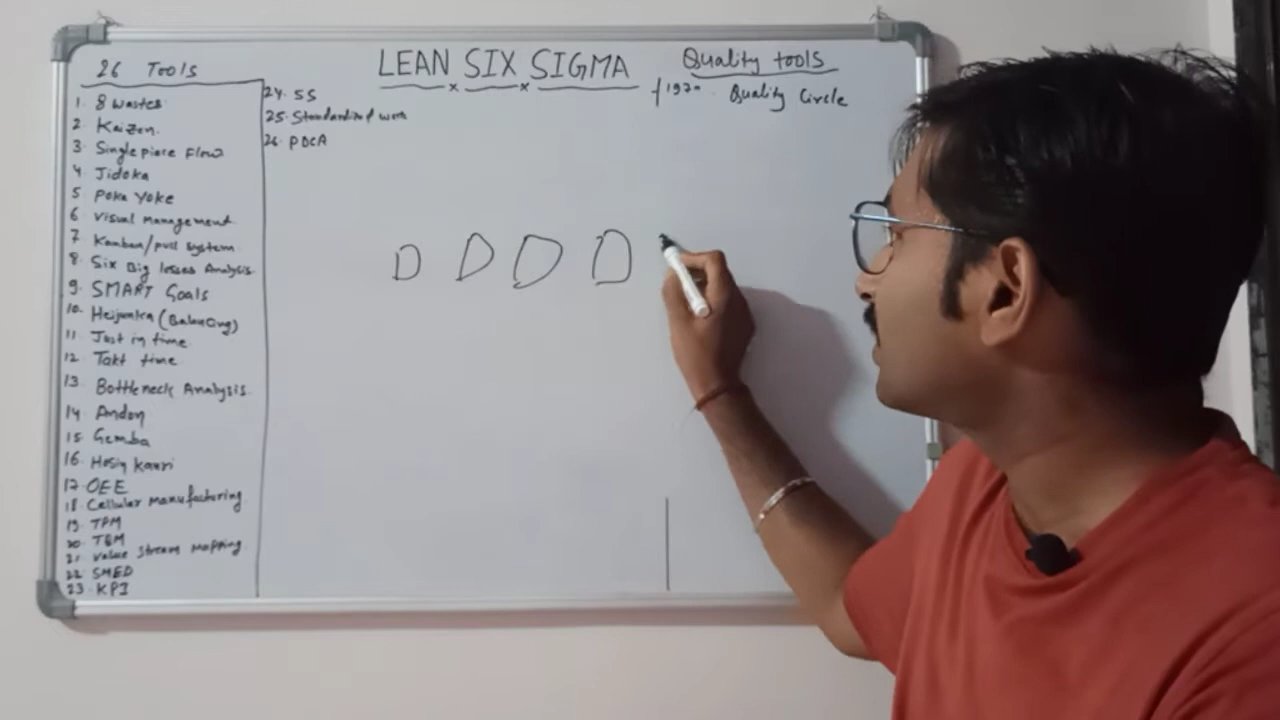 LEAN SIX SIGMA
26 Tools
1. 8 wastes
2. Kaizen.
3. Single piece Flow
4. Jidoka
5. Poka Yoke
6. Visual management
7. Kanban/pull system
8. Six Big losses Analysis
9. SMART Goals
10. Heijunka (Balancing)
11. Just in time
12. Takt time
13. Bottleneck Analysis
14. Andon
15. Gemba
16. Hosin kanri
17. OEE
18. Cellular manufacturing
19. TPM
20. TQM
21. Value stream mapping
22. SMED
23. KPI
24. 5S
25. Standardized work
26. PDCA
Quality tools
Quality Circle
D D D D